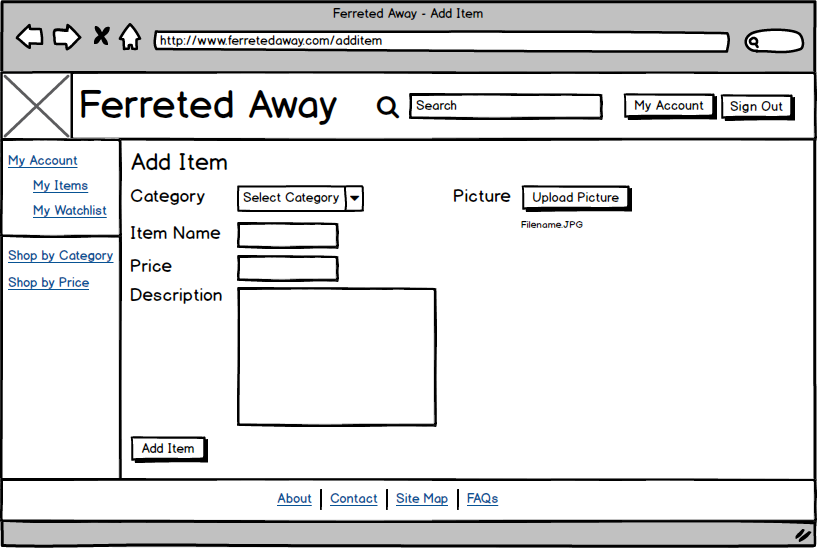 Ferreted Away - Add Item
http://www.ferretedaway.com/additem
Ferreted Away
Search
My Account
Sign Out
My Account
My Items
My Watchlist
Shop by Category
Shop by Price
Add Item
Category
Select Category
Picture
Upload Picture
Filename.JPG
Item Name
Price
Description
Add Item
About
Contact
Site Map
FAQs